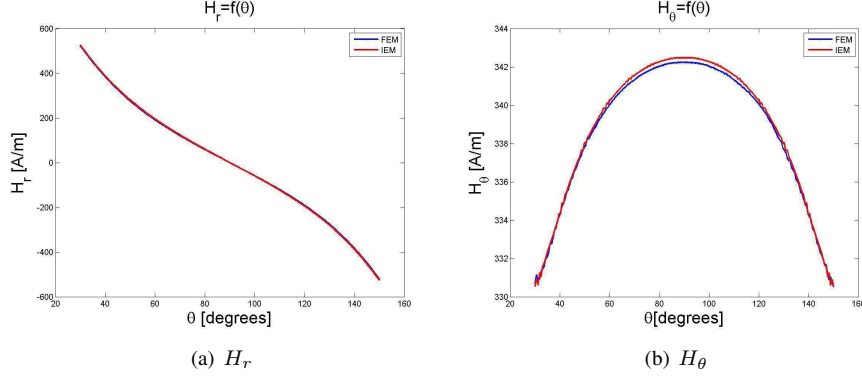 H_r=f(θ)
FEM
IEM
600
400
200
0
-200
-400
-600
H_r [A/m]
20
40
60
80
100
120
140
160
θ [degrees]
(a) H_r
H_θ=f(θ)
FEM
IEM
344
342
340
338
336
334
332
331
330
H_θ [A/m]
20
40
60
80
100
120
140
160
θ[degrees]
(b) H_θ